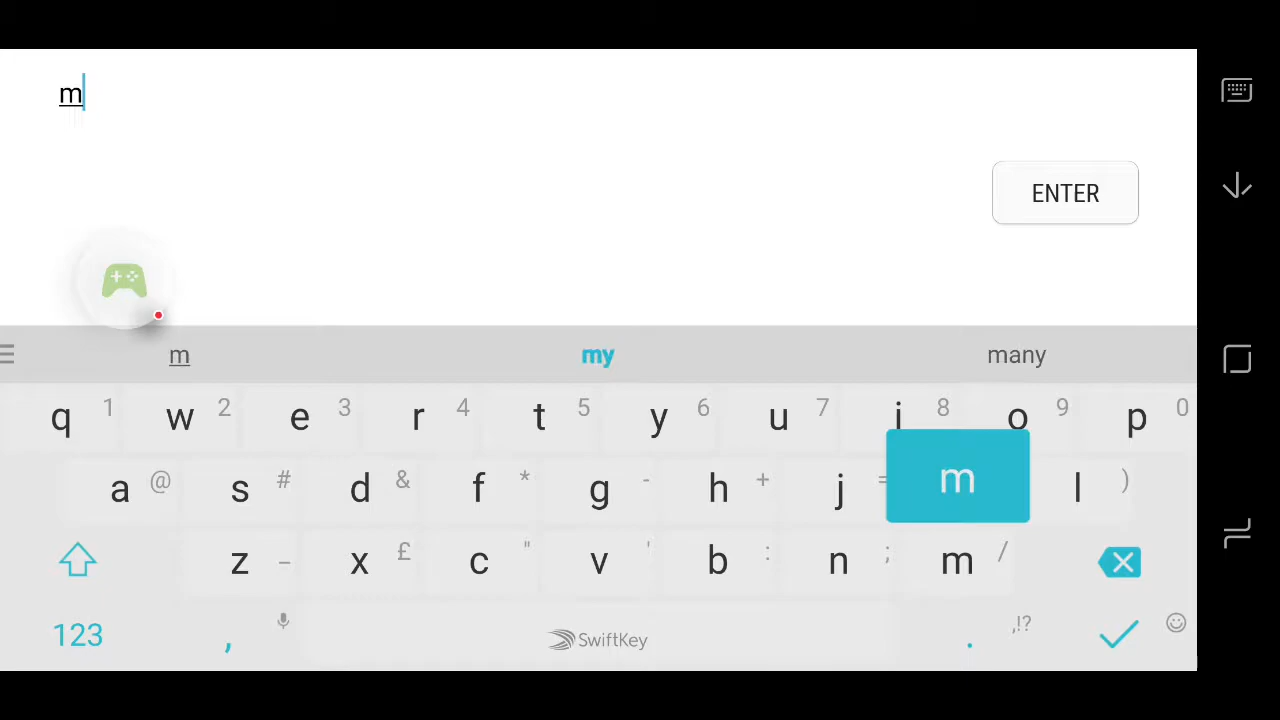 m
ENTER
m my many
q 1 w 2 e 3 r 4 t 5 y 6 u 7 i 8 o 9 p 0
a @ s # d & f * g - h + j = m l )
z _ x £ c " v ' b : n ; m /
123 , SwiftKey . ,!?